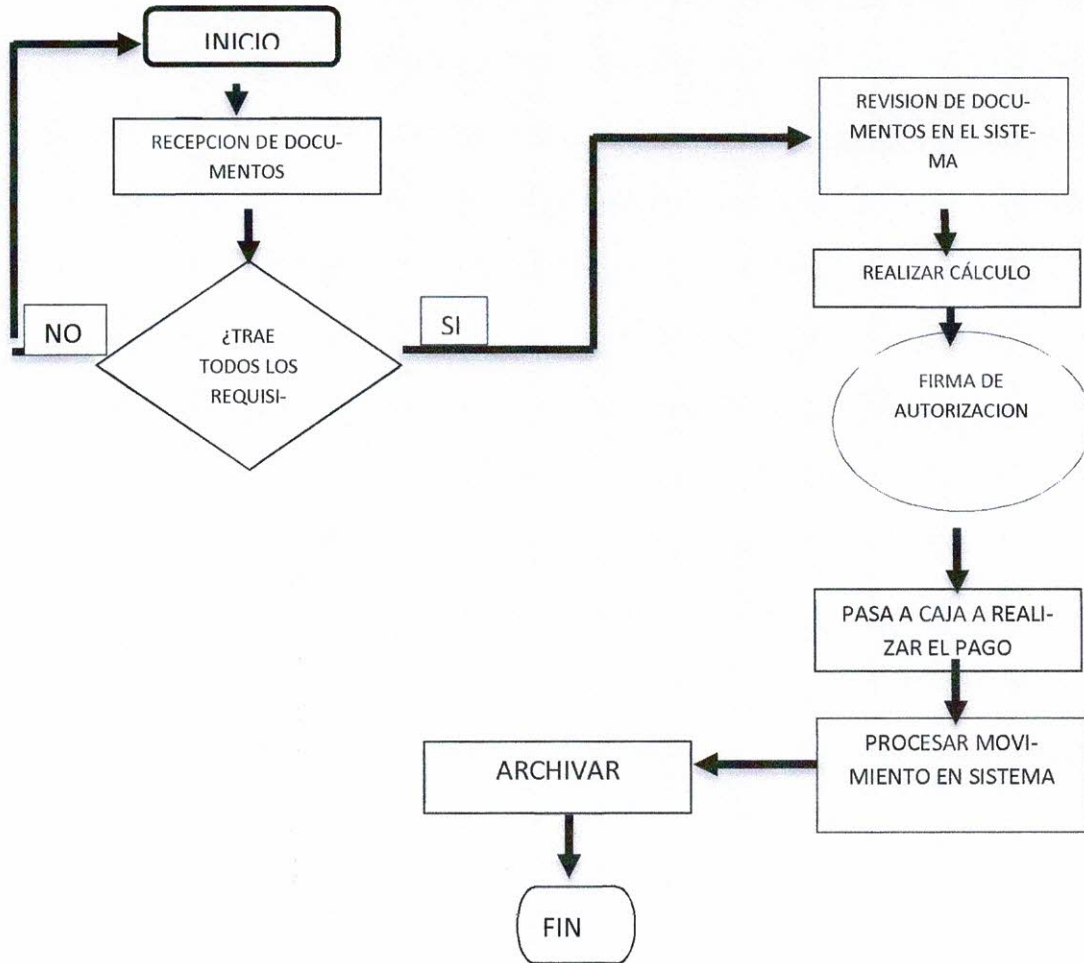 INICIO
RECEPCION DE DOCU-
MENTOS
¿TRAE
TODOS LOS
REQUISI-
NO
SI
REVISION DE DOCU-
MENTOS EN EL SISTE-
MA
REALIZAR CÁLCULO
FIRMA DE
AUTORIZACION
PASA A CAJA A REALI-
ZAR EL PAGO
PROCESAR MOVI-
MIENTO EN SISTEMA
ARCHIVAR
FIN